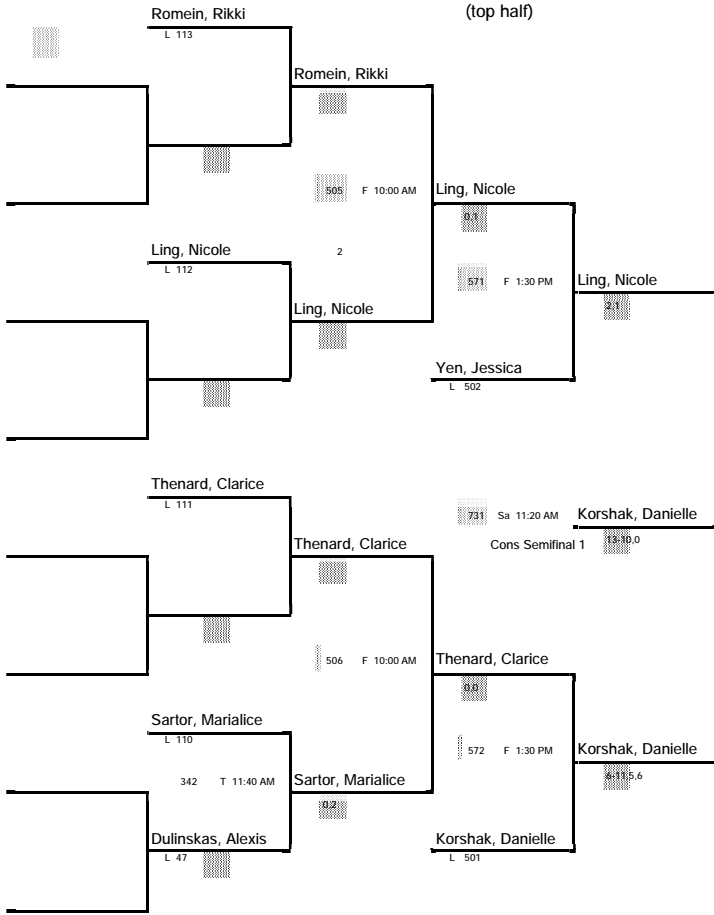 Romein, Rikki
(top half)
L 113
Romein, Rikki
505 F 10:00 AM
Ling, Nicole
0,1
Ling, Nicole
L 112
2
571 F 1:30 PM
Ling, Nicole
2,1
Ling, Nicole
Yen, Jessica
L 502
Thenard, Clarice
L 111
731 Sa 11:20 AM
Korshak, Danielle
Cons Semifinal 1
13-10,0
Thenard, Clarice
506 F 10:00 AM
Thenard, Clarice
0,0
Sartor, Marialice
L 110
572 F 1:30 PM
Korshak, Danielle
6-11,5,6
342 T 11:40 AM
Sartor, Marialice
0,2
Dulinskas, Alexis
L 47
Korshak, Danielle
L 501